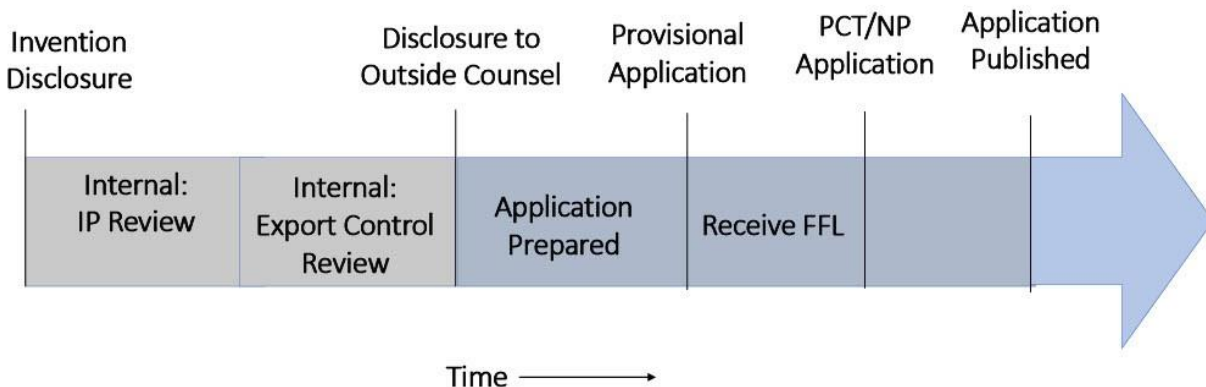 Invention
Disclosure
Disclosure to
Outside Counsel
Provisional
Application
PCT/NP
Application
Application
Published
Internal:
IP Review
Internal:
Export Control
Review
Application
Prepared
Receive FFL
Time